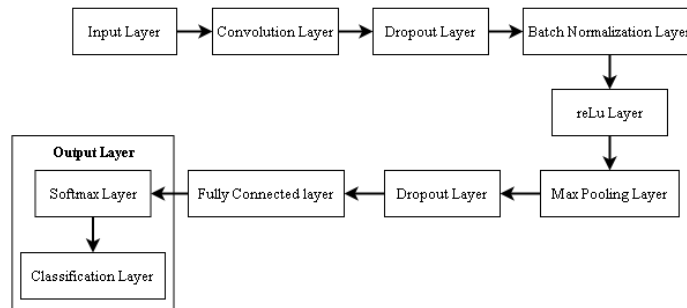 Input Layer
Convolution Layer
Dropout Layer
Batch Normalization Layer
reLu Layer
Max Pooling Layer
Dropout Layer
Fully Connected layer
Output Layer
Softmax Layer
Classification Layer